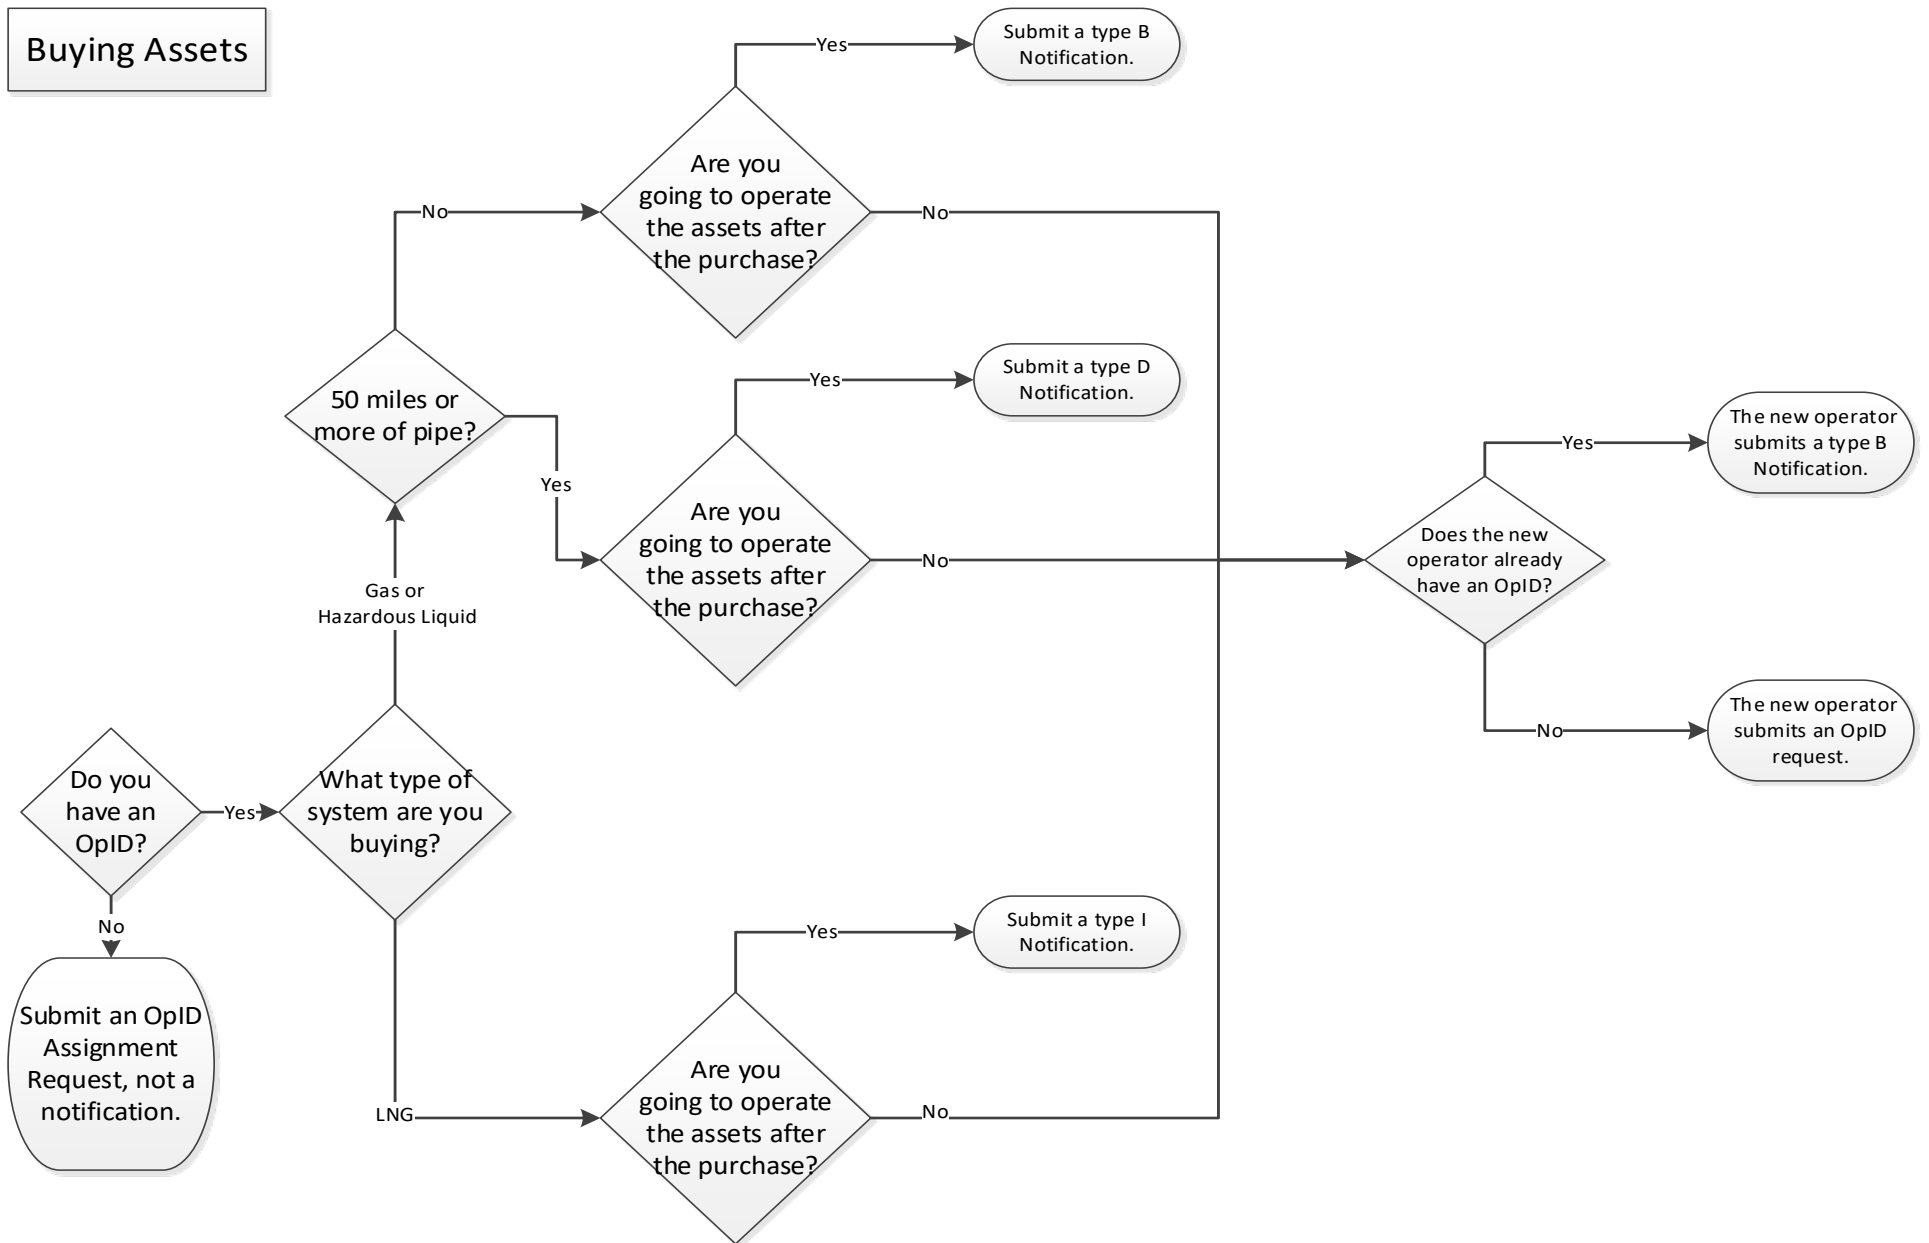 Buying Assets
Yes
Submit a type B
Notification.
Are you
going to operate
the assets after
the purchase?
No
No
50 miles or
more of pipe?
Yes
Yes
Submit a type D
Notification.
Are you
going to operate
the assets after
the purchase?
No
Gas or
Hazardous Liquid
Does the new
operator already
have an OpID?
Yes
The new operator
submits a type B
Notification.
No
The new operator
submits an OpID
request.
Do you
have an
OpID?
Yes
What type of
system are you
buying?
No
Submit an OpID
Assignment
Request, not a
notification.
LNG
Yes
Submit a type I
Notification.
Are you
going to operate
the assets after
the purchase?
No